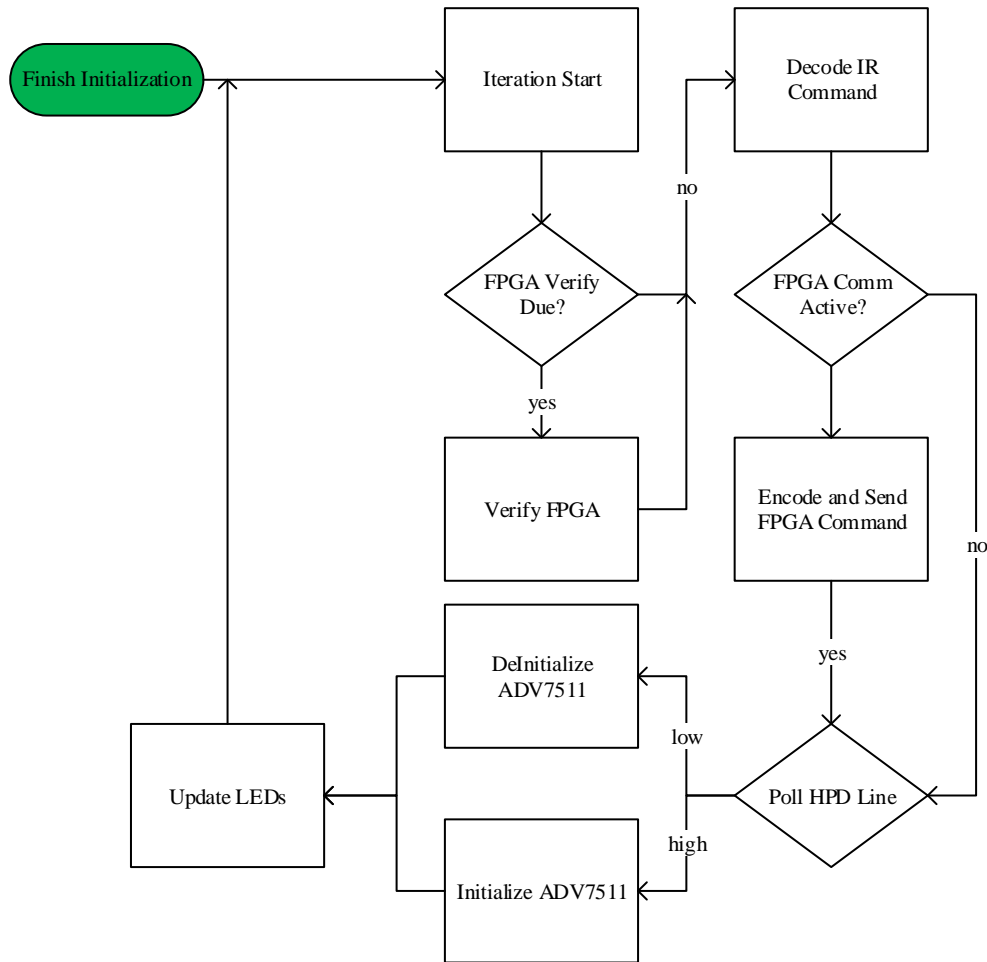 Finish Initialization
Iteration Start
Decode IR
Command
no
FPGA Verify
Due?
FPGA Comm
Active?
yes
Verify FPGA
Encode and Send
FPGA Command
no
yes
DeInitialize
ADV7511
low
Update LEDs
Poll HPD Line
high
Initialize ADV7511